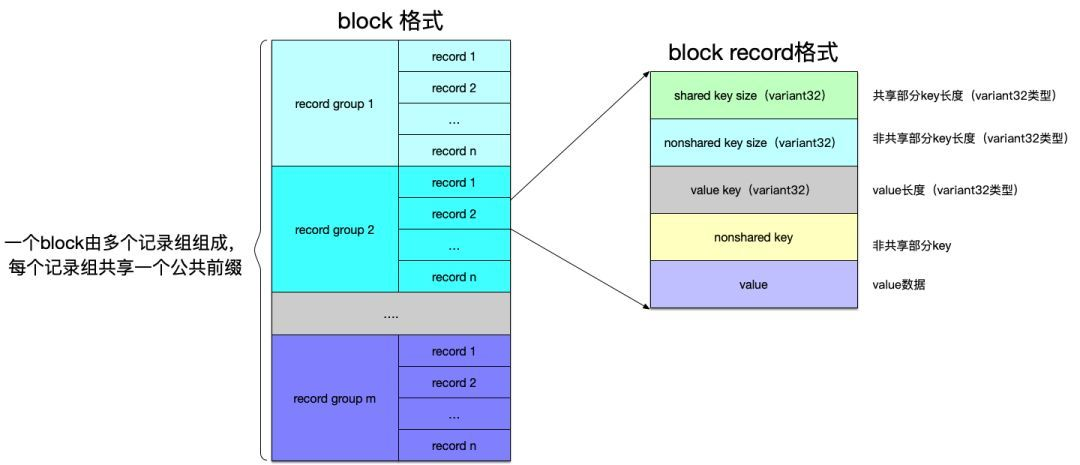 block 格式
record group 1
record 1
record 2
...
record n
record group 2
record 1
record 2
...
record n
....
record group m
record 1
record 2
...
record n
一个block由多个记录组组成，
每个记录组共享一个公共前缀
block record格式
shared key size（variant32）
共享部分key长度（variant32类型）
nonshared key size（variant32）
非共享部分key长度（variant32类型）
value key（variant32）
value长度（variant32类型）
nonshared key
非共享部分key
value
value数据